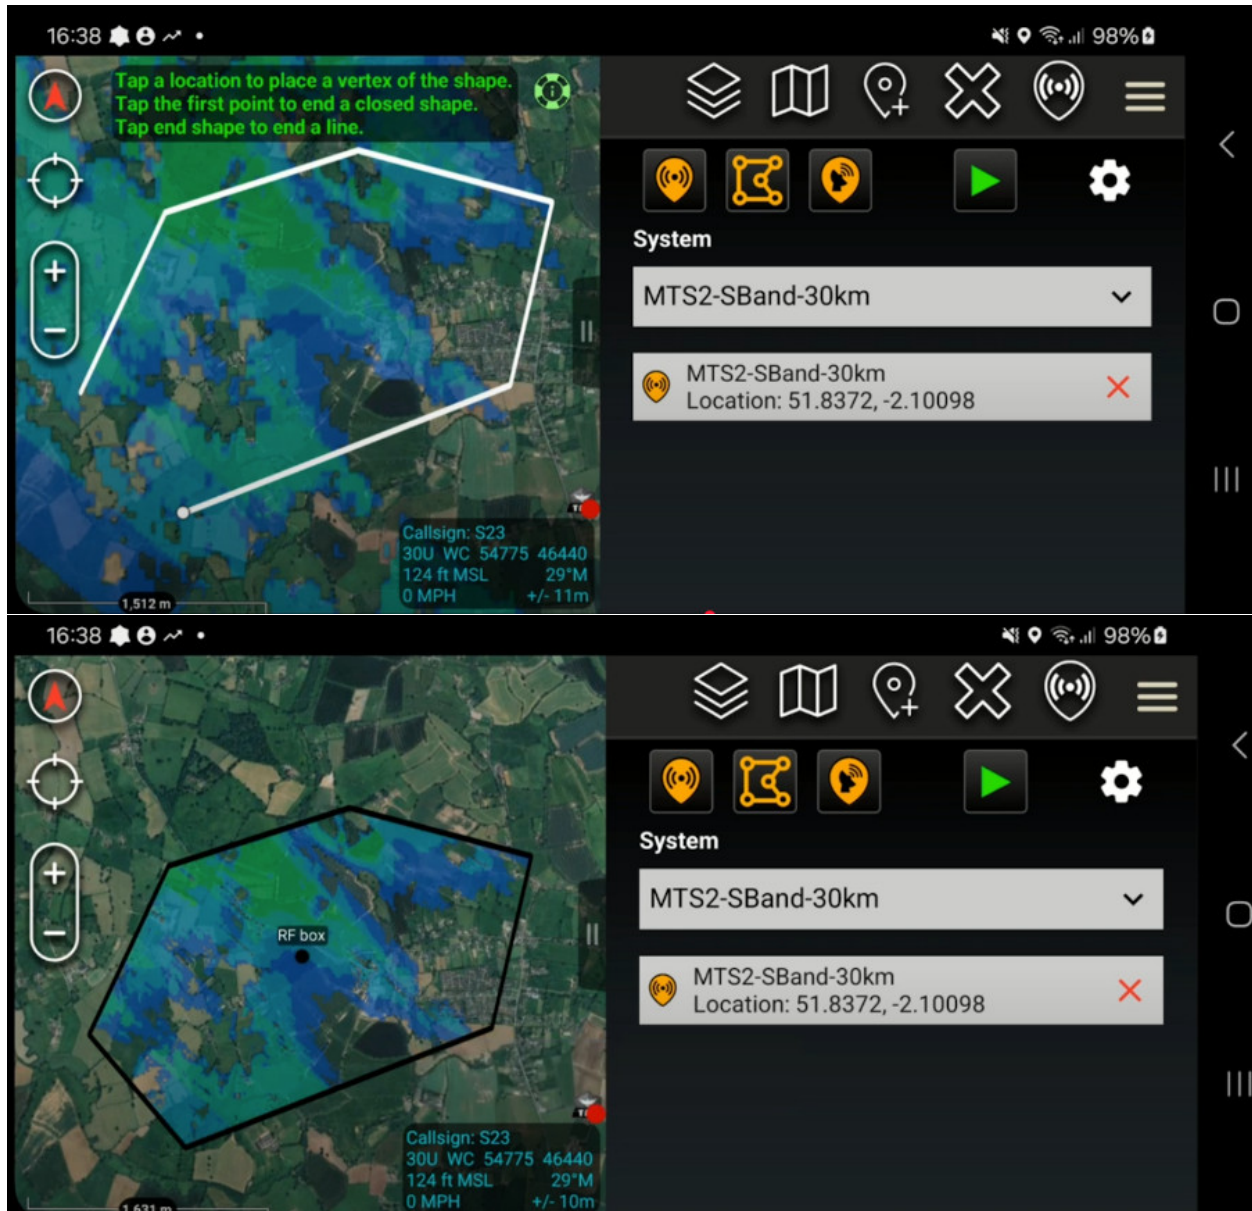 16:38
98%
Tap a location to place a vertex of the shape.
Tap the first point to end a closed shape.
Tap end shape to end a line.
System
MTS2-SBand-30km
MTS2-SBand-30km
Location: 51.8372, -2.10098
Callsign: S23
30U WC 54775 46440
124 ft MSL 29°M
0 MPH +/- 11m
1,512 m
16:38
98%
System
MTS2-SBand-30km
MTS2-SBand-30km
Location: 51.8372, -2.10098
RF box
Callsign: S23
30U WC 54775 46440
124 ft MSL 29°M
0 MPH +/- 10m
1,631 m